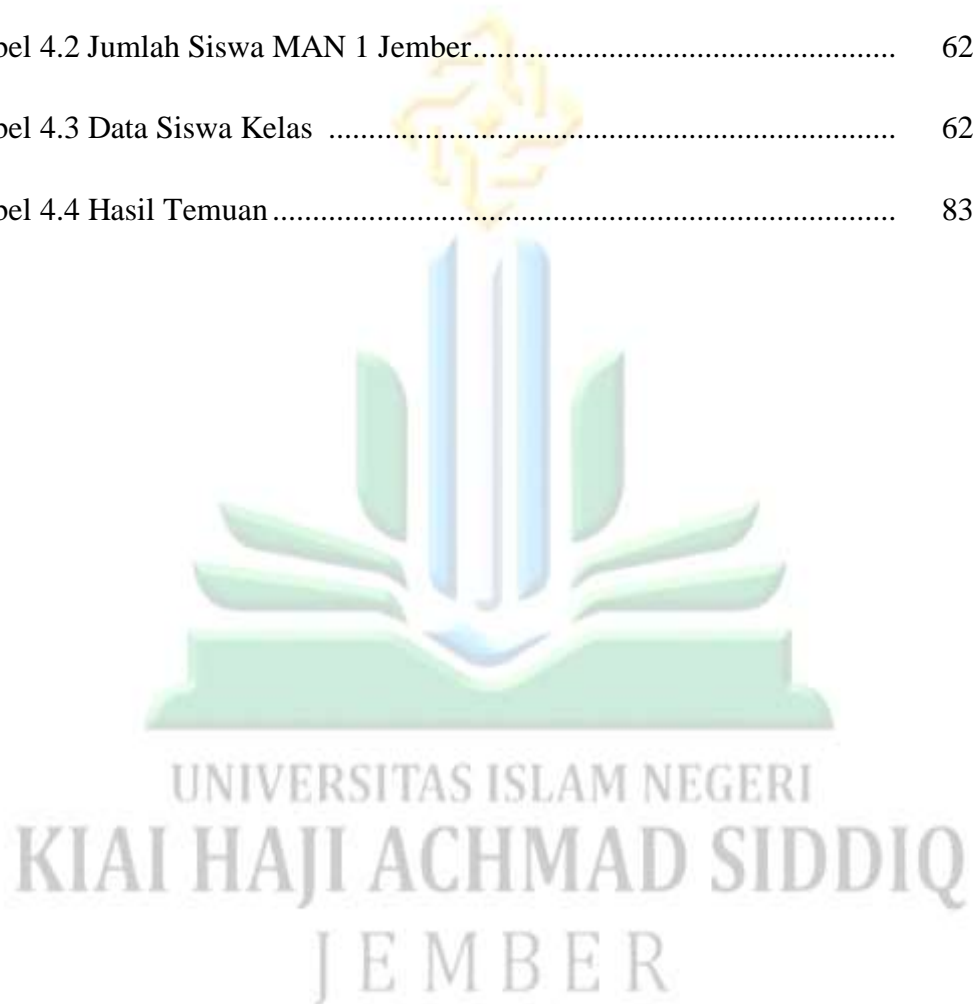 bel 4.2 Jumlah Siswa MAN 1 Jember..................................................... 62
bel 4.3 Data Siswa Kelas ....................................................................... 62
bel 4.4 Hasil Temuan.............................................................................. 83
UNIVERSITAS ISLAM NEGERI
KIAI HAJI ACHMAD SIDDIQ
JEMBER